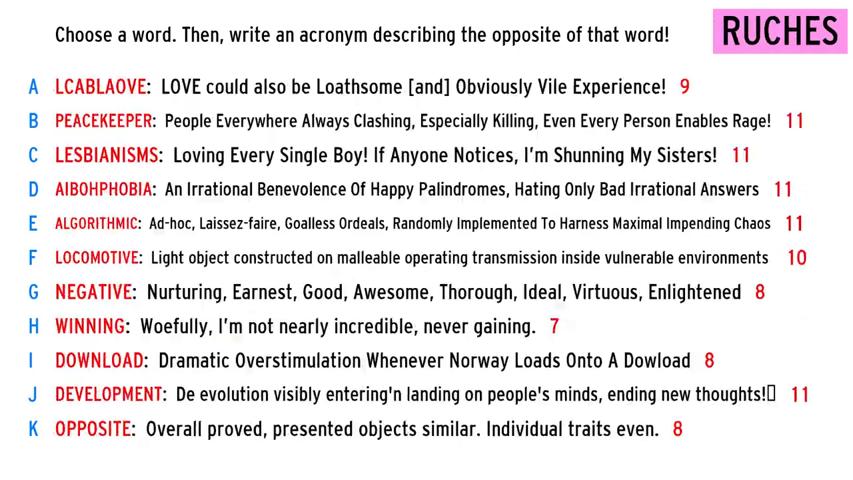 Choose a word. Then, write an acronym describing the opposite of that word!
RUCHES
A LCABLAOVE: LOVE could also be Loathsome [and] Obviously Vile Experience! 9
B PEACEKEEPER: People Everywhere Always Clashing, Especially Killing, Even Every Person Enables Rage! 11
C LESBIANISMS: Loving Every Single Boy! If Anyone Notices, I'm Shunning My Sisters! 11
D AIBOHPHOBIA: An Irrational Benevolence Of Happy Palindromes, Hating Only Bad Irrational Answers 11
E ALGORITHMIC: Ad-hoc, Laissez-faire, Goalless Ordeals, Randomly Implemented To Harness Maximal Impending Chaos 11
F LOCOMOTIVE: Light object constructed on malleable operating transmission inside vulnerable environments 10
G NEGATIVE: Nurturing, Earnest, Good, Awesome, Thorough, Ideal, Virtuous, Enlightened 8
H WINNING: Woefully, I'm not nearly incredible, never gaining. 7
I DOWNLOAD: Dramatic Overstimulation Whenever Norway Loads Onto A Dowload 8
J DEVELOPMENT: De evolution visibly entering'n landing on people's minds, ending new thoughts!▯ 11
K OPPOSITE: Overall proved, presented objects similar. Individual traits even. 8